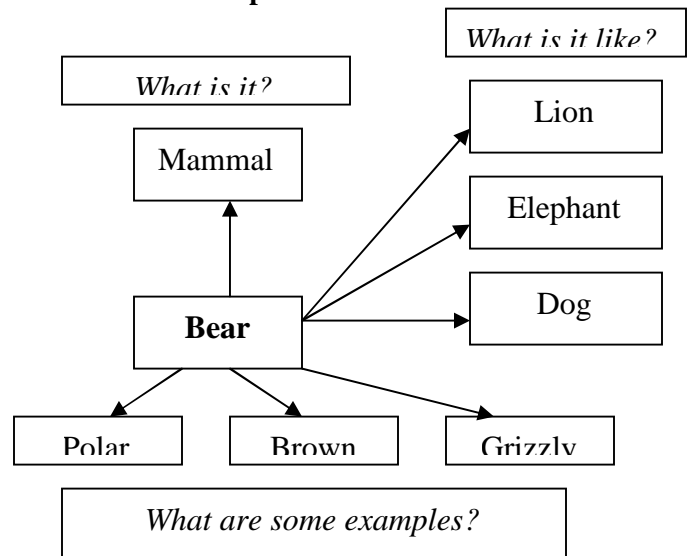 What is it like?
What is it?
Lion
Mammal
Elephant
Dog
Bear
Polar
Brown
Grizzly
What are some examples?